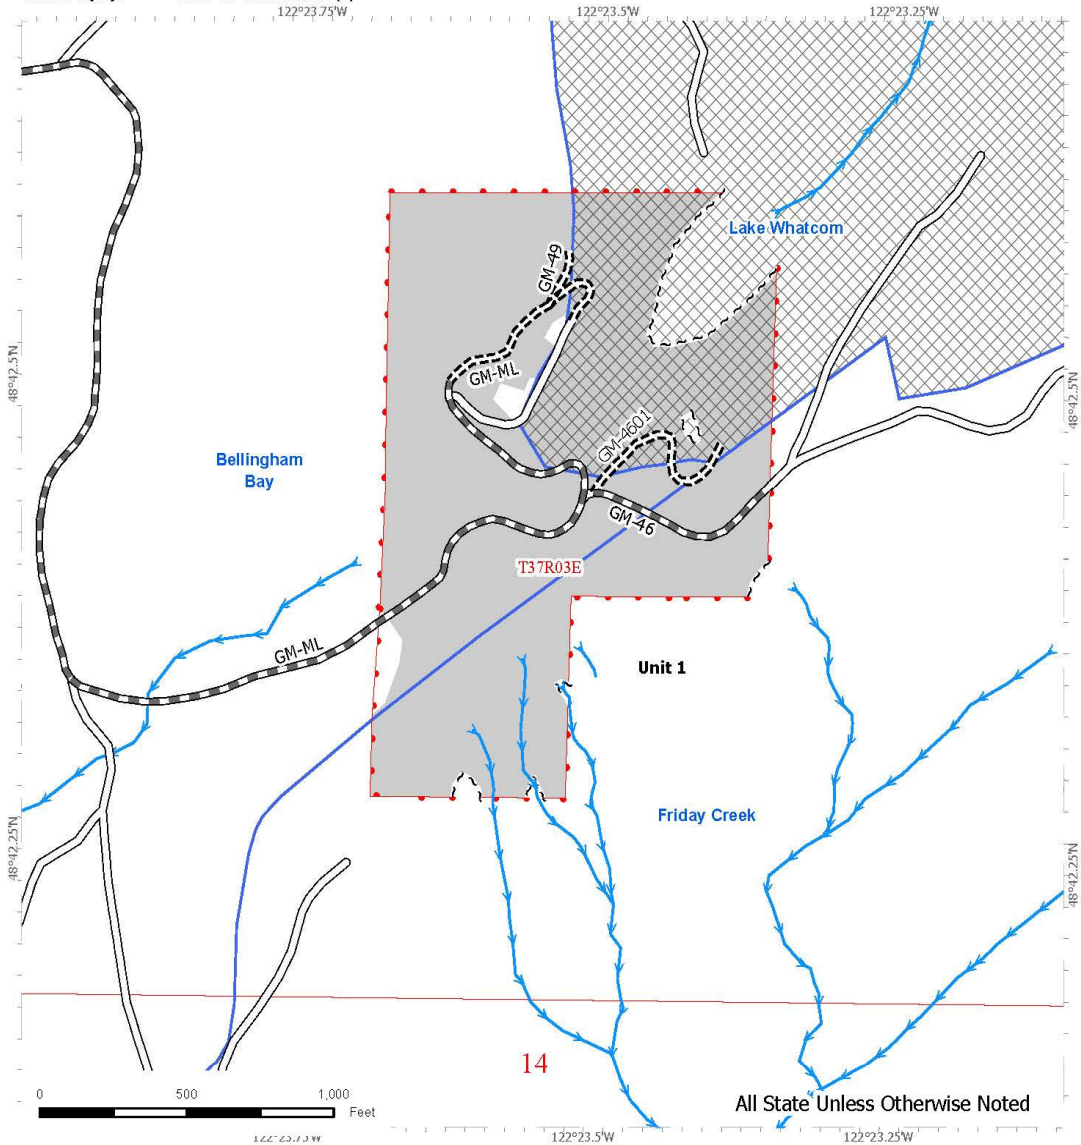 122°23.75'W
122°23.5'W
122°23.25'W
Lake Whatcom
GM-49
48°42.5'N
48°42.5'N
GM-ML
GM-4601
Bellingham
Bay
GM-46
T37R03E
GM-ML
Unit 1
Friday Creek
48°42.25'N
48°42.25'N
14
0
500
1,000
Feet
All State Unless Otherwise Noted
122°23.5'W
122°23.25'W